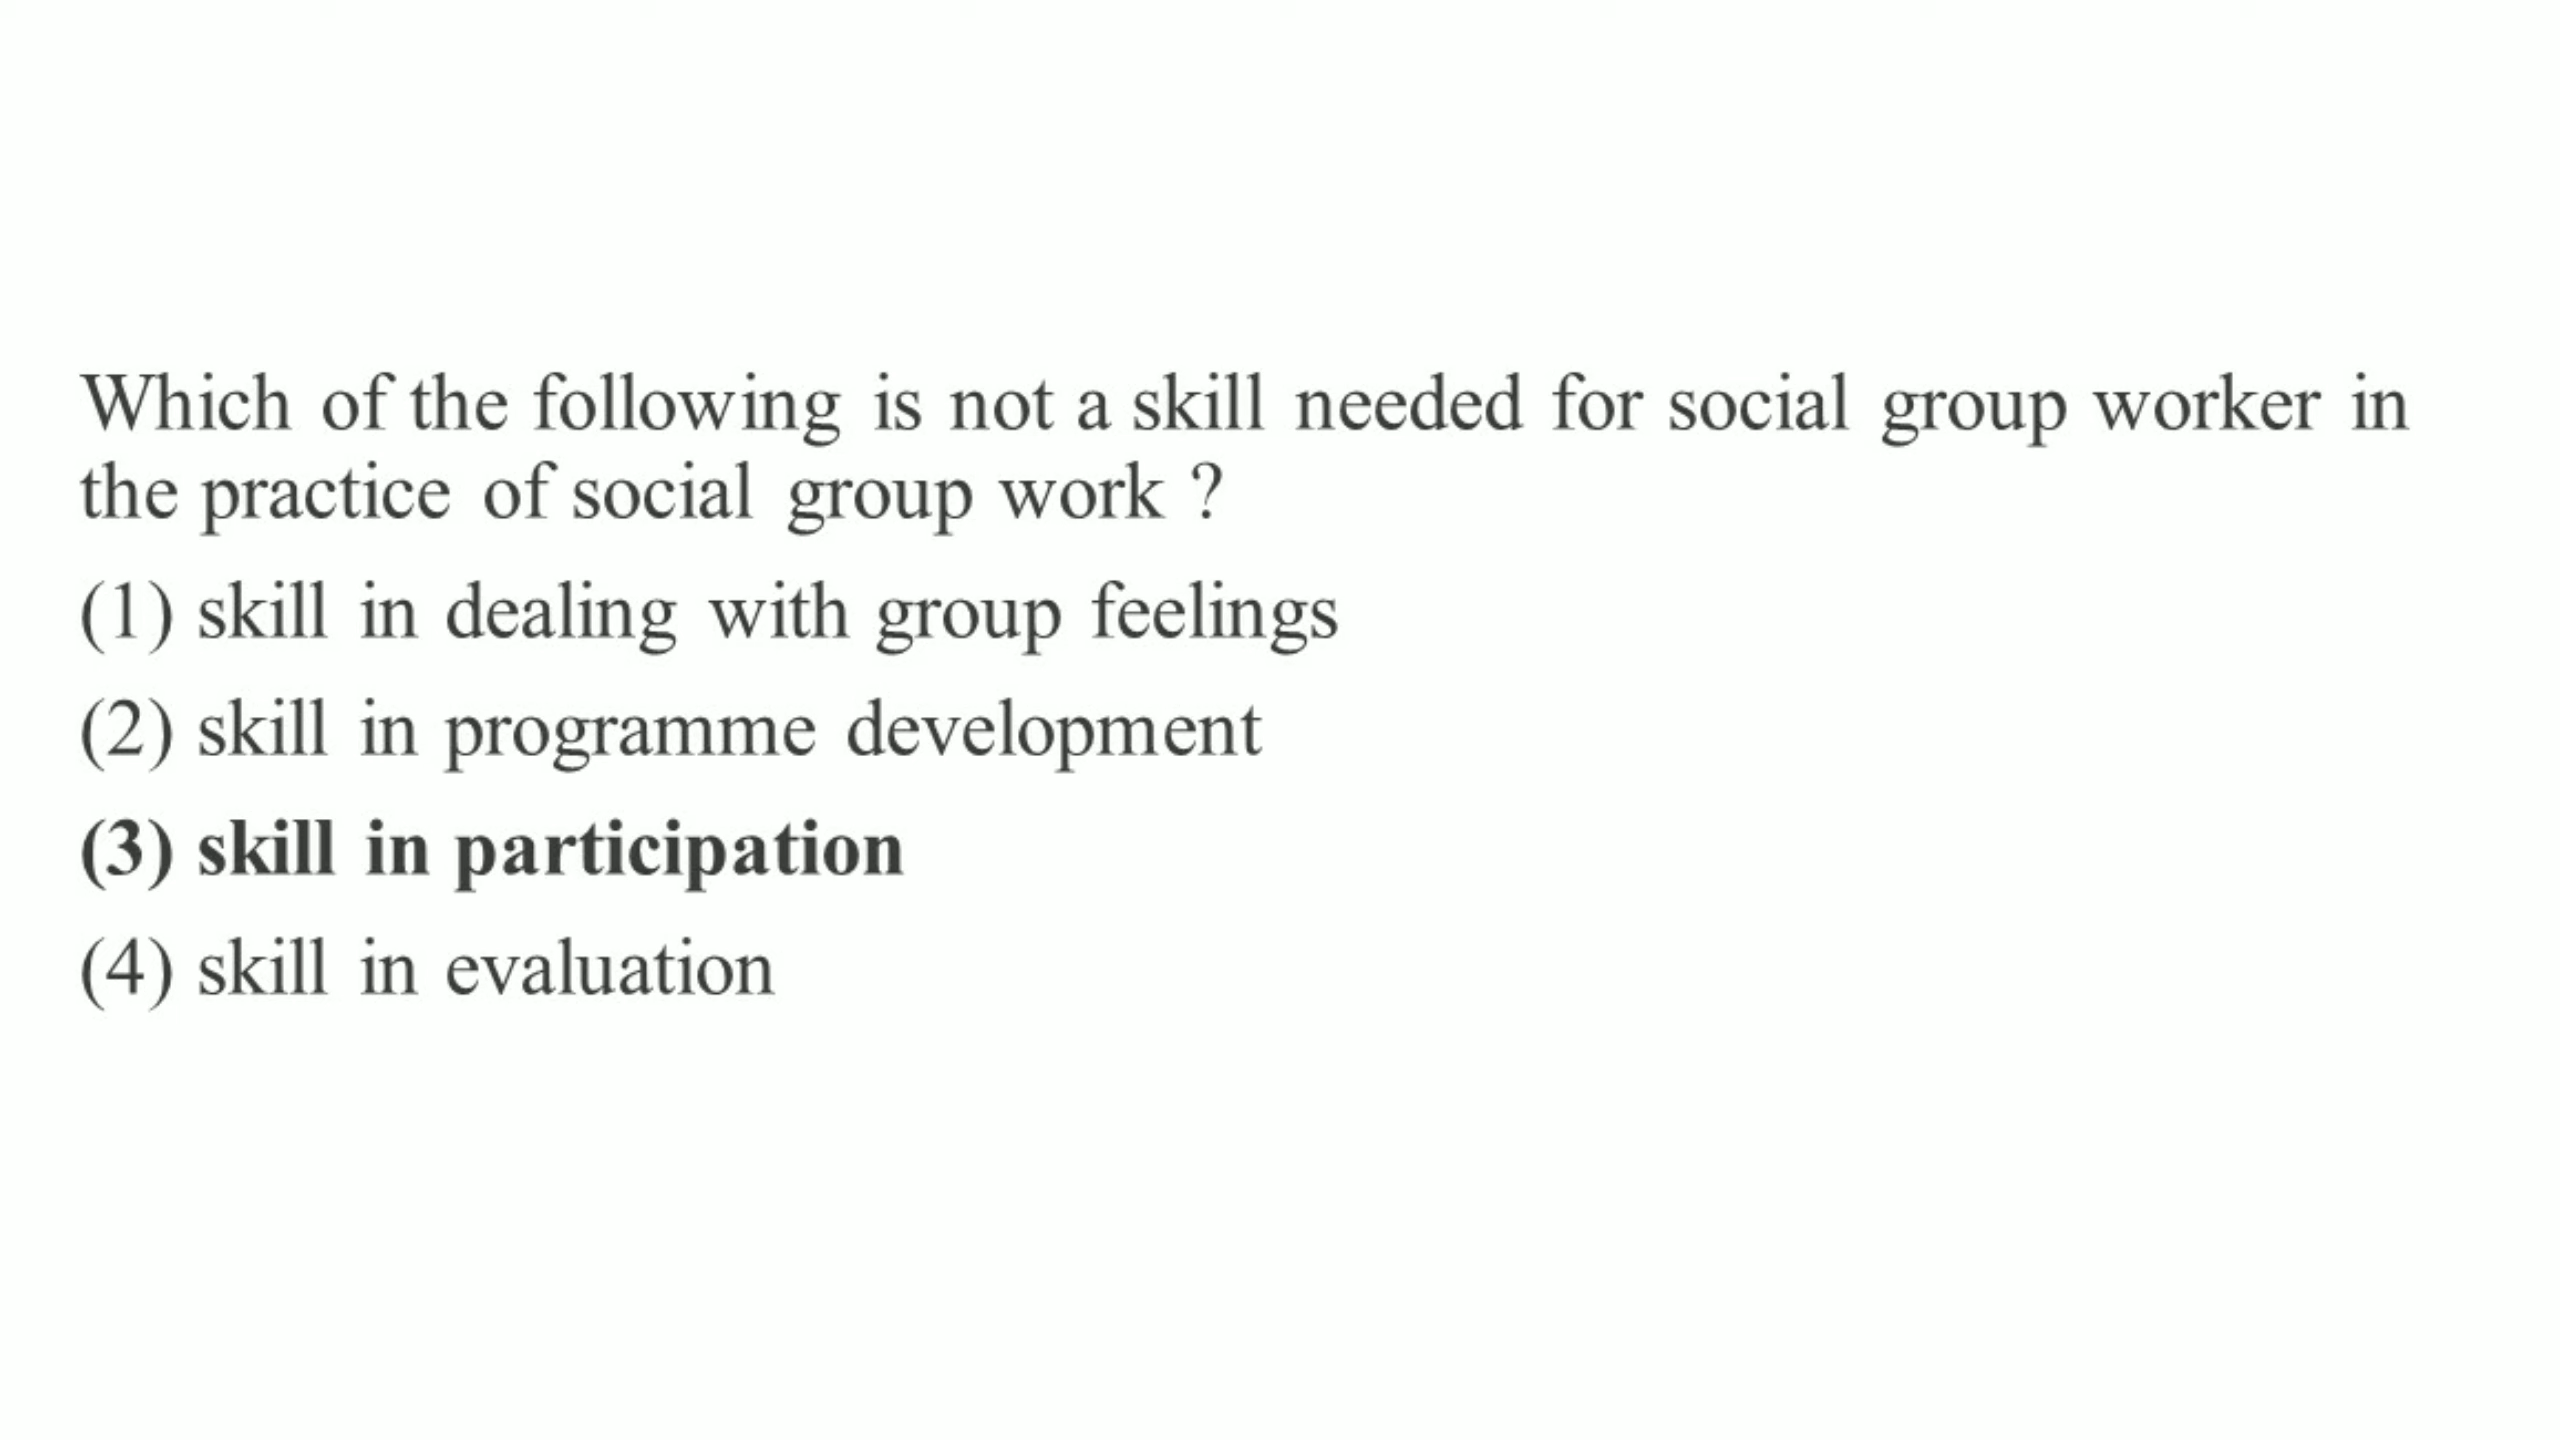 Which of the following is not a skill needed for social group worker in
the practice of social group work ?
(1) skill in dealing with group feelings
(2) skill in programme development
(3) skill in participation
(4) skill in evaluation